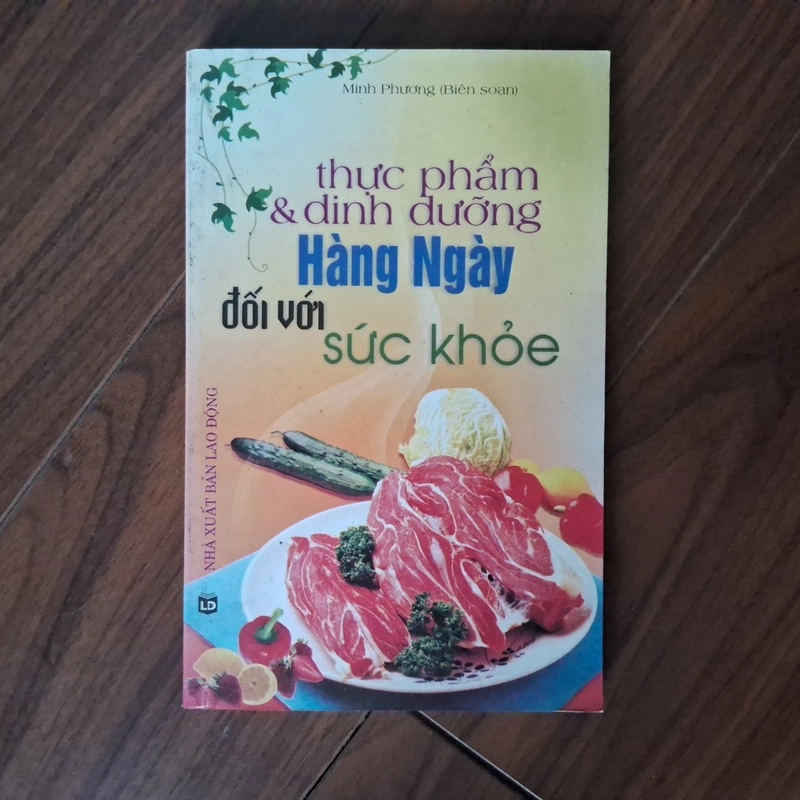 Minh Phương (Biên soạn)
thực phẩm
& dinh dưỡng
Hàng Ngày
đối với
sức khỏe
NHÀ XUẤT BẢN LAO ĐỘNG
LĐ